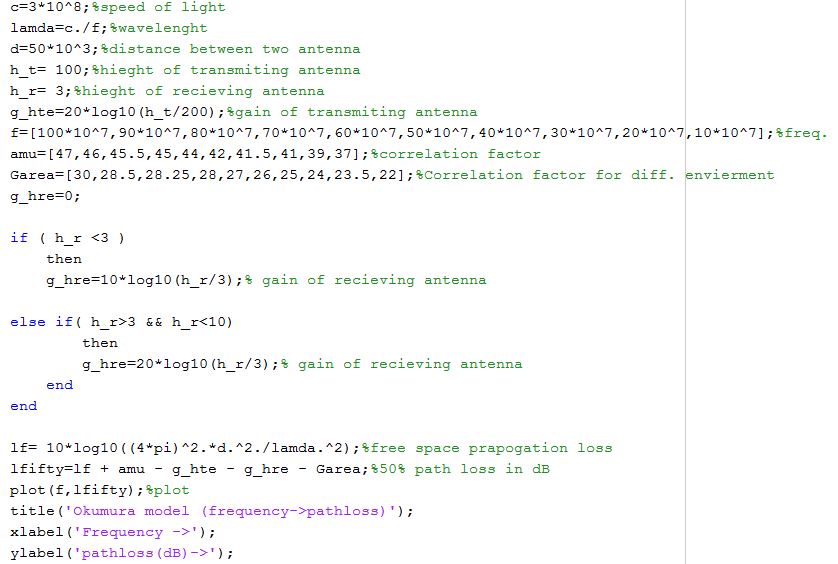 c=3*10^8;%speed of light
lamda=c./f;%wavelenght
d=50*10^3;%distance between two antenna
h_t= 100;%hieght of transmiting antenna
h_r= 3;%hieght of recieving antenna
g_hte=20*log10(h_t/200);%gain of transmiting antenna
f=[100*10^7,90*10^7,80*10^7,70*10^7,60*10^7,50*10^7,40*10^7,30*10^7,20*10^7,10*10^7];%freq.
amu=[47,46,45.5,45,44,42,41.5,41,39,37];%correlation factor
Garea=[30,28.5,28.25,28,27,26,25,24,23.5,22];%Correlation factor for diff. envierment
g_hre=0;
if ( h_r <3 )
then
g_hre=10*log10(h_r/3);% gain of recieving antenna
else if( h_r>3 && h_r<10)
then
g_hre=20*log10(h_r/3);% gain of recieving antenna
end
end
lf= 10*log10((4*pi)^2.*d.^2./lamda.^2);%free space prapogation loss
lfifty=lf + amu - g_hte - g_hre - Garea;%50% path loss in dB
plot(f,lfifty);%plot
title('Okumura model (frequency->pathloss)');
xlabel('Frequency ->');
ylabel('pathloss(dB)->');